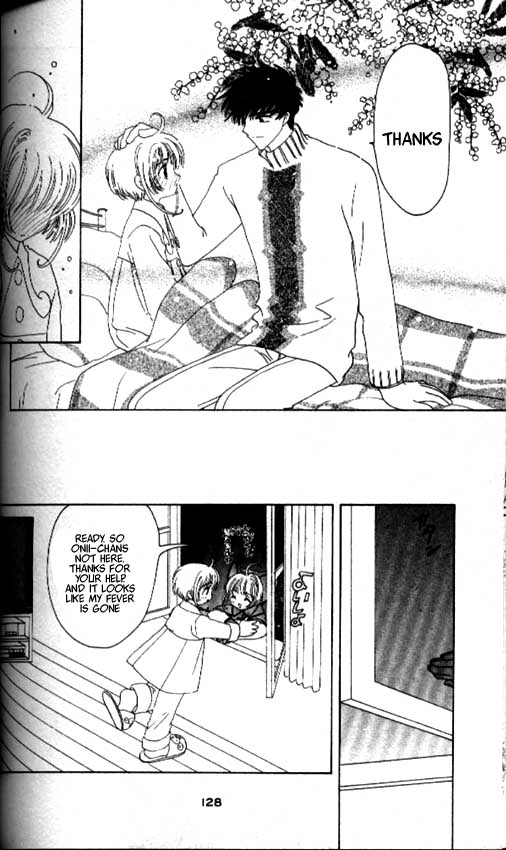 THANKS
READY. SO
ONII-CHANS
NOT HERE.
THANKS FOR
YOUR HELP,
AND IT LOOKS
LIKE MY FEVER
IS GONE
128